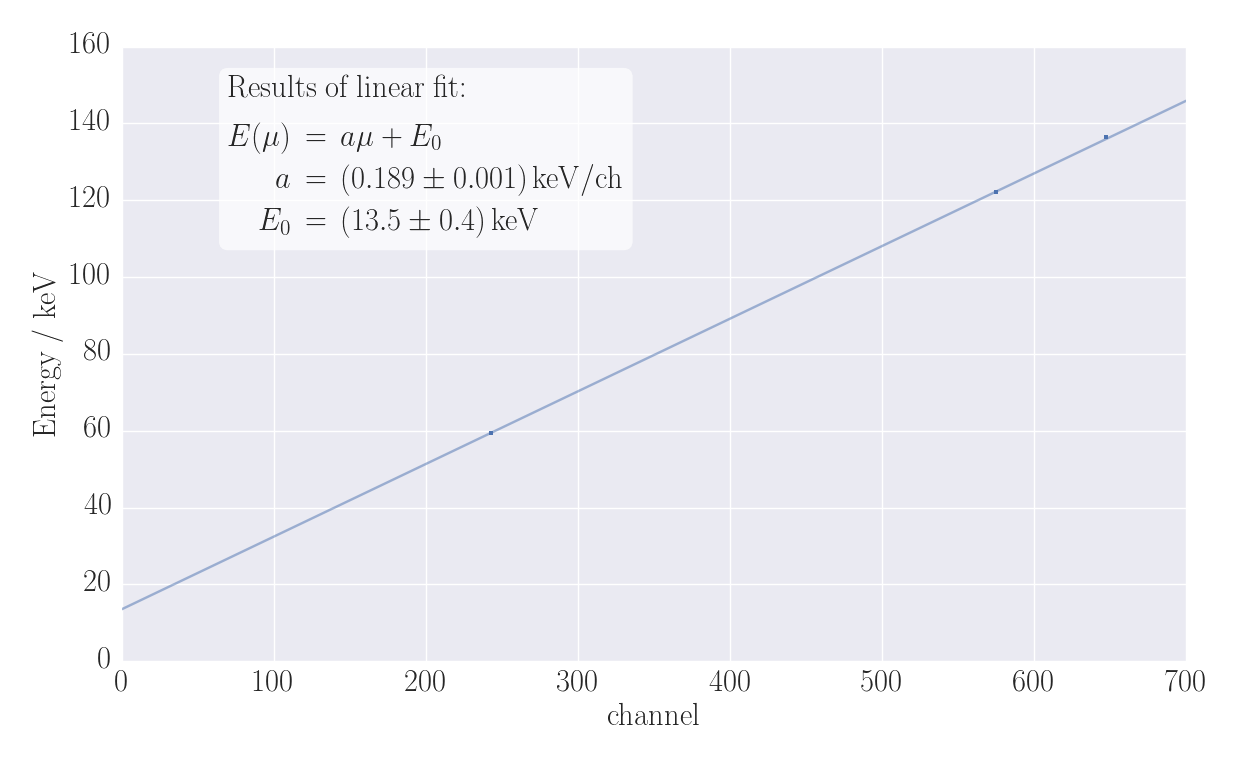 160
140
120
100
80
60
40
20
0
Energy / keV
Results of linear fit:
E(μ) = aμ + E₀
a = (0.189 ± 0.001) keV/ch
E₀ = (13.5 ± 0.4) keV
0 100 200 300 400 500 600 700
channel